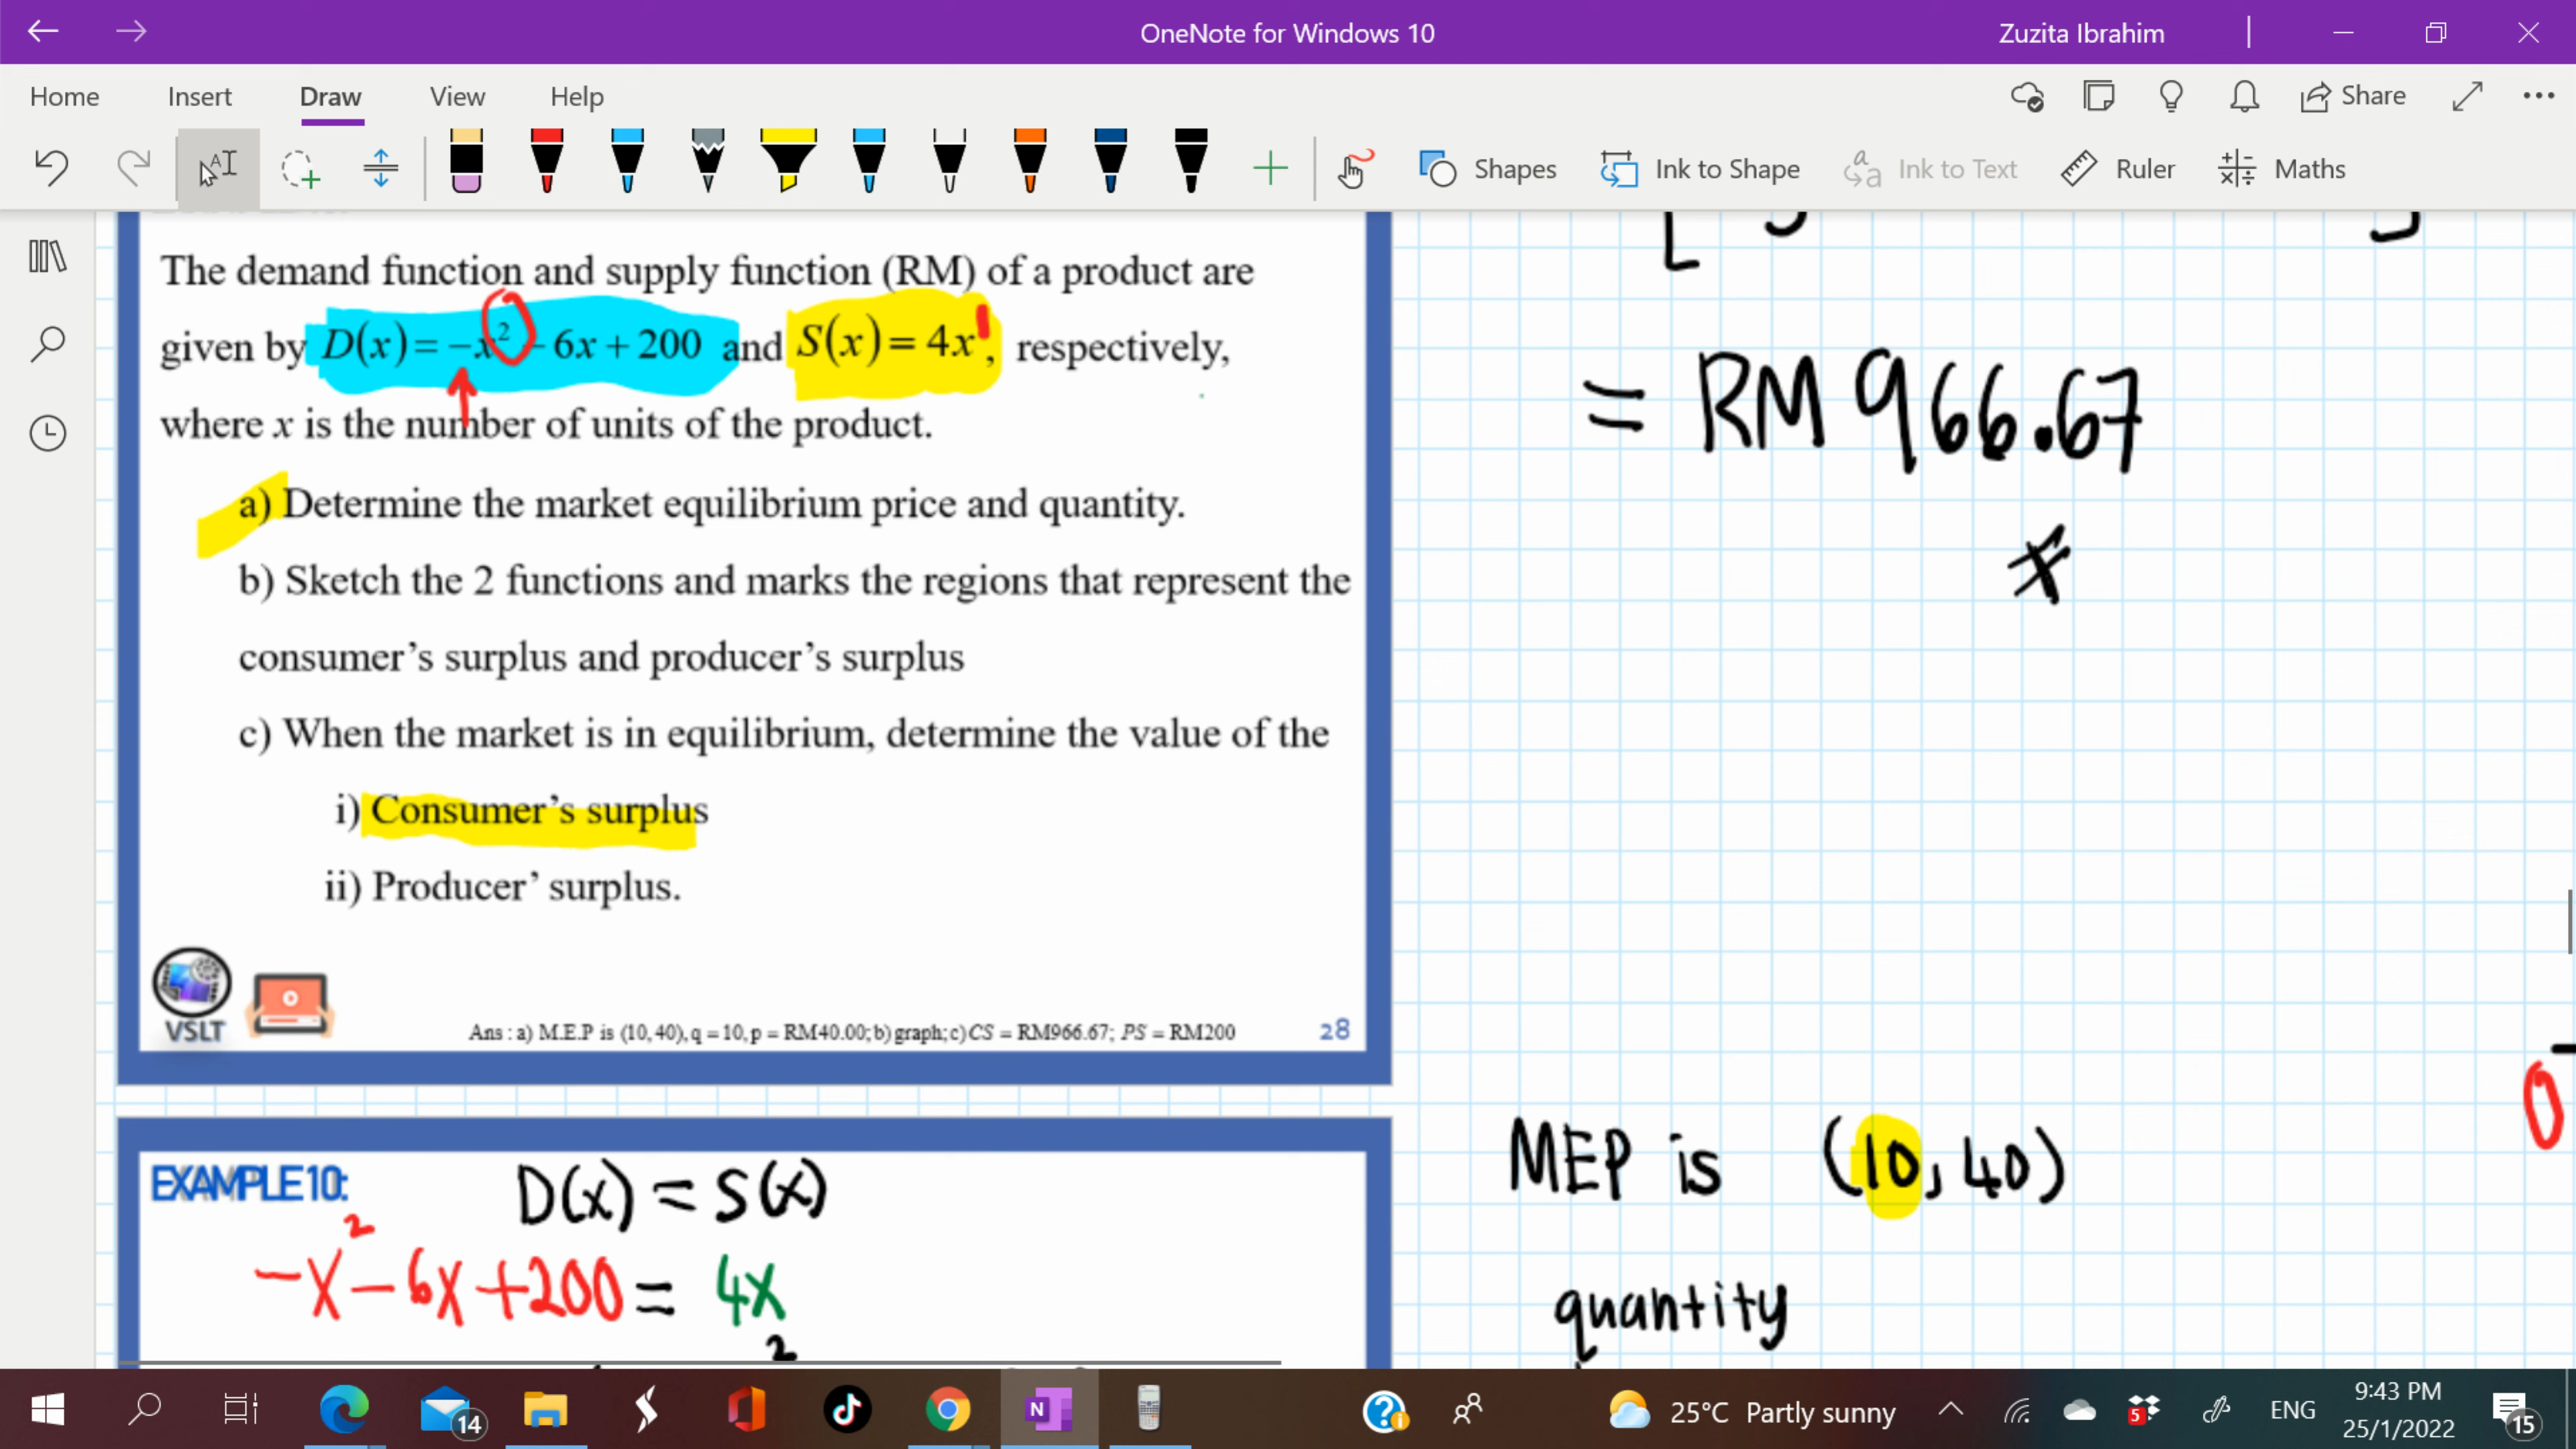 OneNote for Windows 10
Zuzita Ibrahim
Home Insert Draw View Help
Share
Shapes Ink to Shape Ink to Text Ruler Maths
The demand function and supply function (RM) of a product are
given by D(x) = −x² − 6x + 200 and S(x) = 4x¹, respectively,
where x is the number of units of the product.
a) Determine the market equilibrium price and quantity.
b) Sketch the 2 functions and marks the regions that represent the
consumer's surplus and producer's surplus
c) When the market is in equilibrium, determine the value of the
i) Consumer's surplus
ii) Producer' surplus.
VSLT
Ans : a) M.E.P is (10, 40), q = 10, p = RM40.00; b) graph; c) CS = RM966.67; PS = RM200
28
= RM 966.67
EXAMPLE 10:
D(x) = S(x)
-x² - 6x + 200 = 4x
2
MEP is (10, 40)
quantity
0
14
N
25°C Partly sunny
5
ENG
9:43 PM
25/1/2022
15